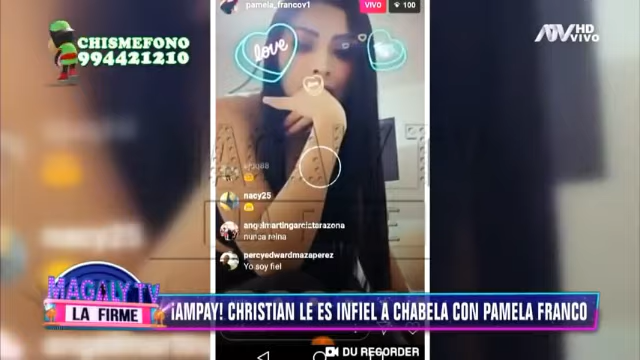 CHISMEFONO
994421210
pamela_francov1
VIVO
100
ATV HD
VIVO
love
nacy25
angelmartingarciatarazona
nunca reina
percyedwardmazaperez
Yo soy fiel
MAGALY TV
LA FIRME
¡AMPAY! CHRISTIAN LE ES INFIEL A CHABELA CON PAMELA FRANCO
DU RECORDER